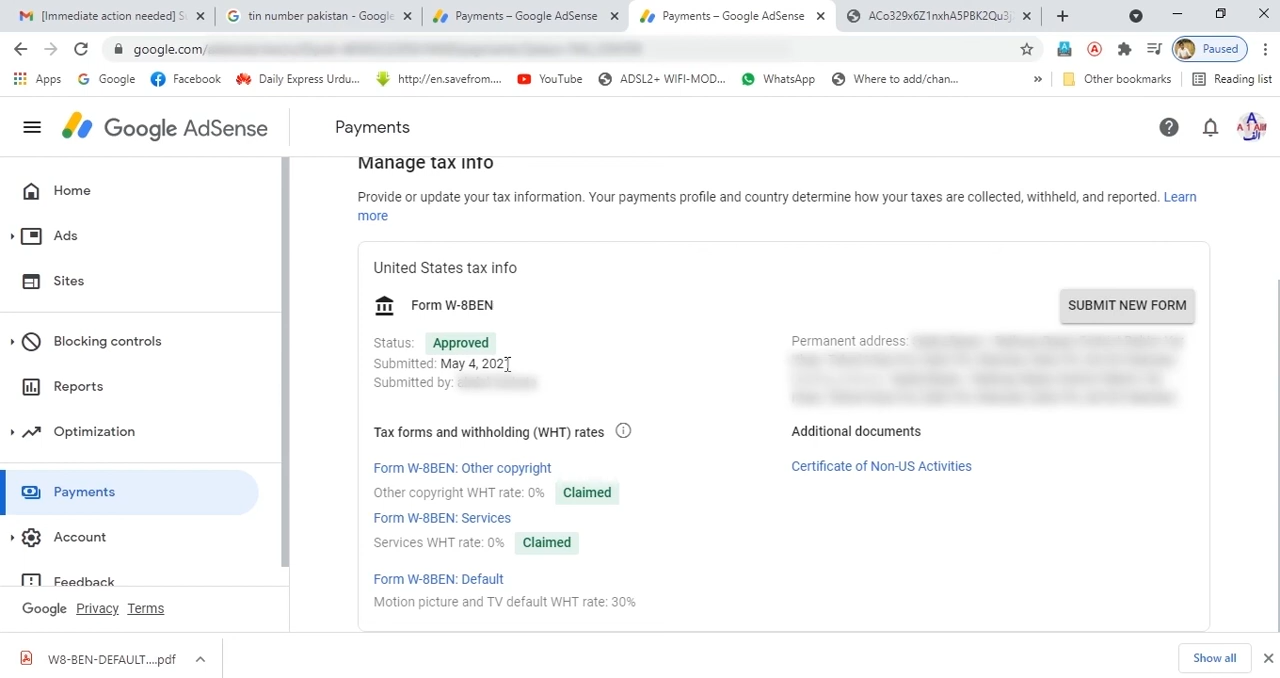 [Immediate action needed]
tin number pakistan - Google
Payments – Google AdSense
Payments – Google AdSense
google.com/
Paused
Apps
Google
Facebook
Daily Express Urdu...
http://en.savefrom....
YouTube
ADSL2+ WIFI-MOD...
WhatsApp
Where to add/chan...
»
Other bookmarks
Reading list
Google AdSense
Payments
Home
Ads
Sites
Blocking controls
Reports
Optimization
Payments
Account
Feedback
Google Privacy Terms
Manage tax info
Provide or update your tax information. Your payments profile and country determine how your taxes are collected, withheld, and reported. Learn
more
United States tax info
Form W-8BEN
SUBMIT NEW FORM
Status: Approved
Submitted: May 4, 202
Submitted by:
Permanent address:
Tax forms and withholding (WHT) rates
Form W-8BEN: Other copyright
Other copyright WHT rate: 0% Claimed
Form W-8BEN: Services
Services WHT rate: 0% Claimed
Form W-8BEN: Default
Motion picture and TV default WHT rate: 30%
Additional documents
Certificate of Non-US Activities
W8-BEN-DEFAULT....pdf
Show all